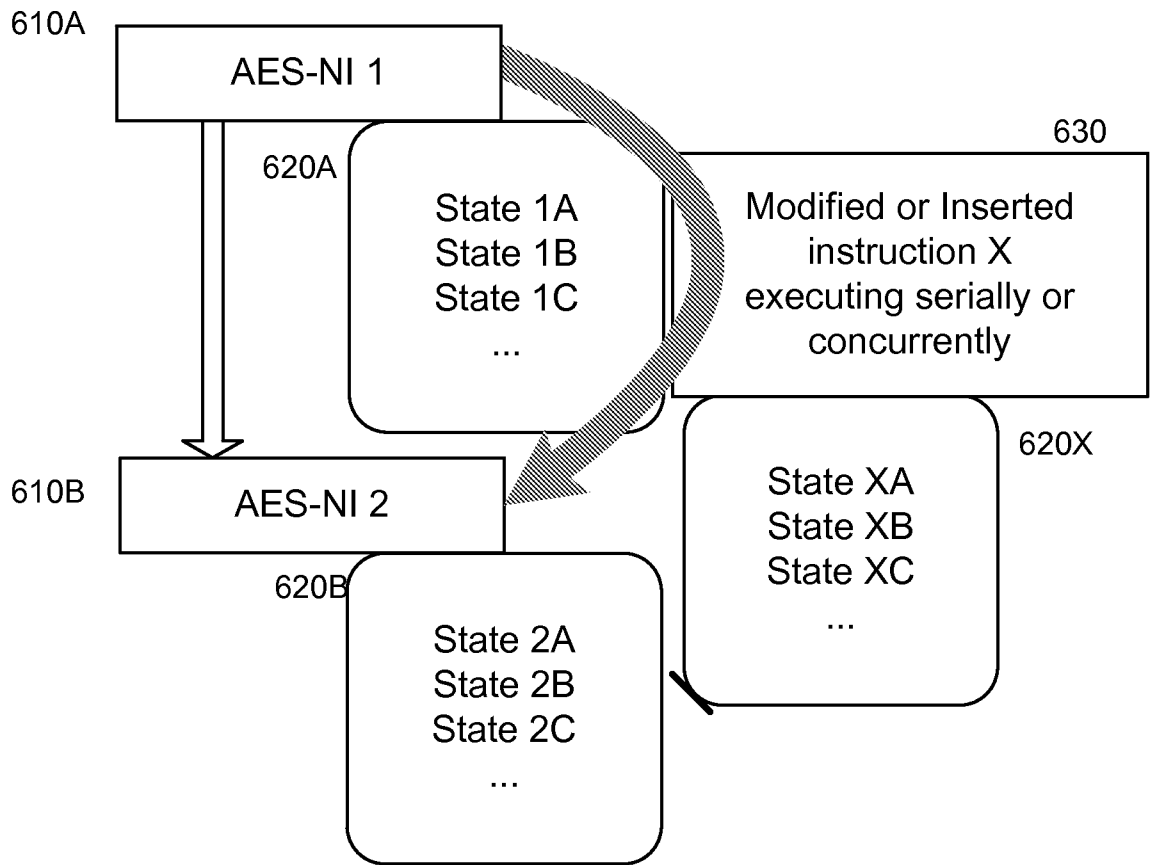 610A
AES-NI 1
630
620A
State 1A
State 1B
State 1C
...
Modified or Inserted
instruction X
executing serially or
concurrently
610B
AES-NI 2
620X
State XA
State XB
State XC
...
620B
State 2A
State 2B
State 2C
...